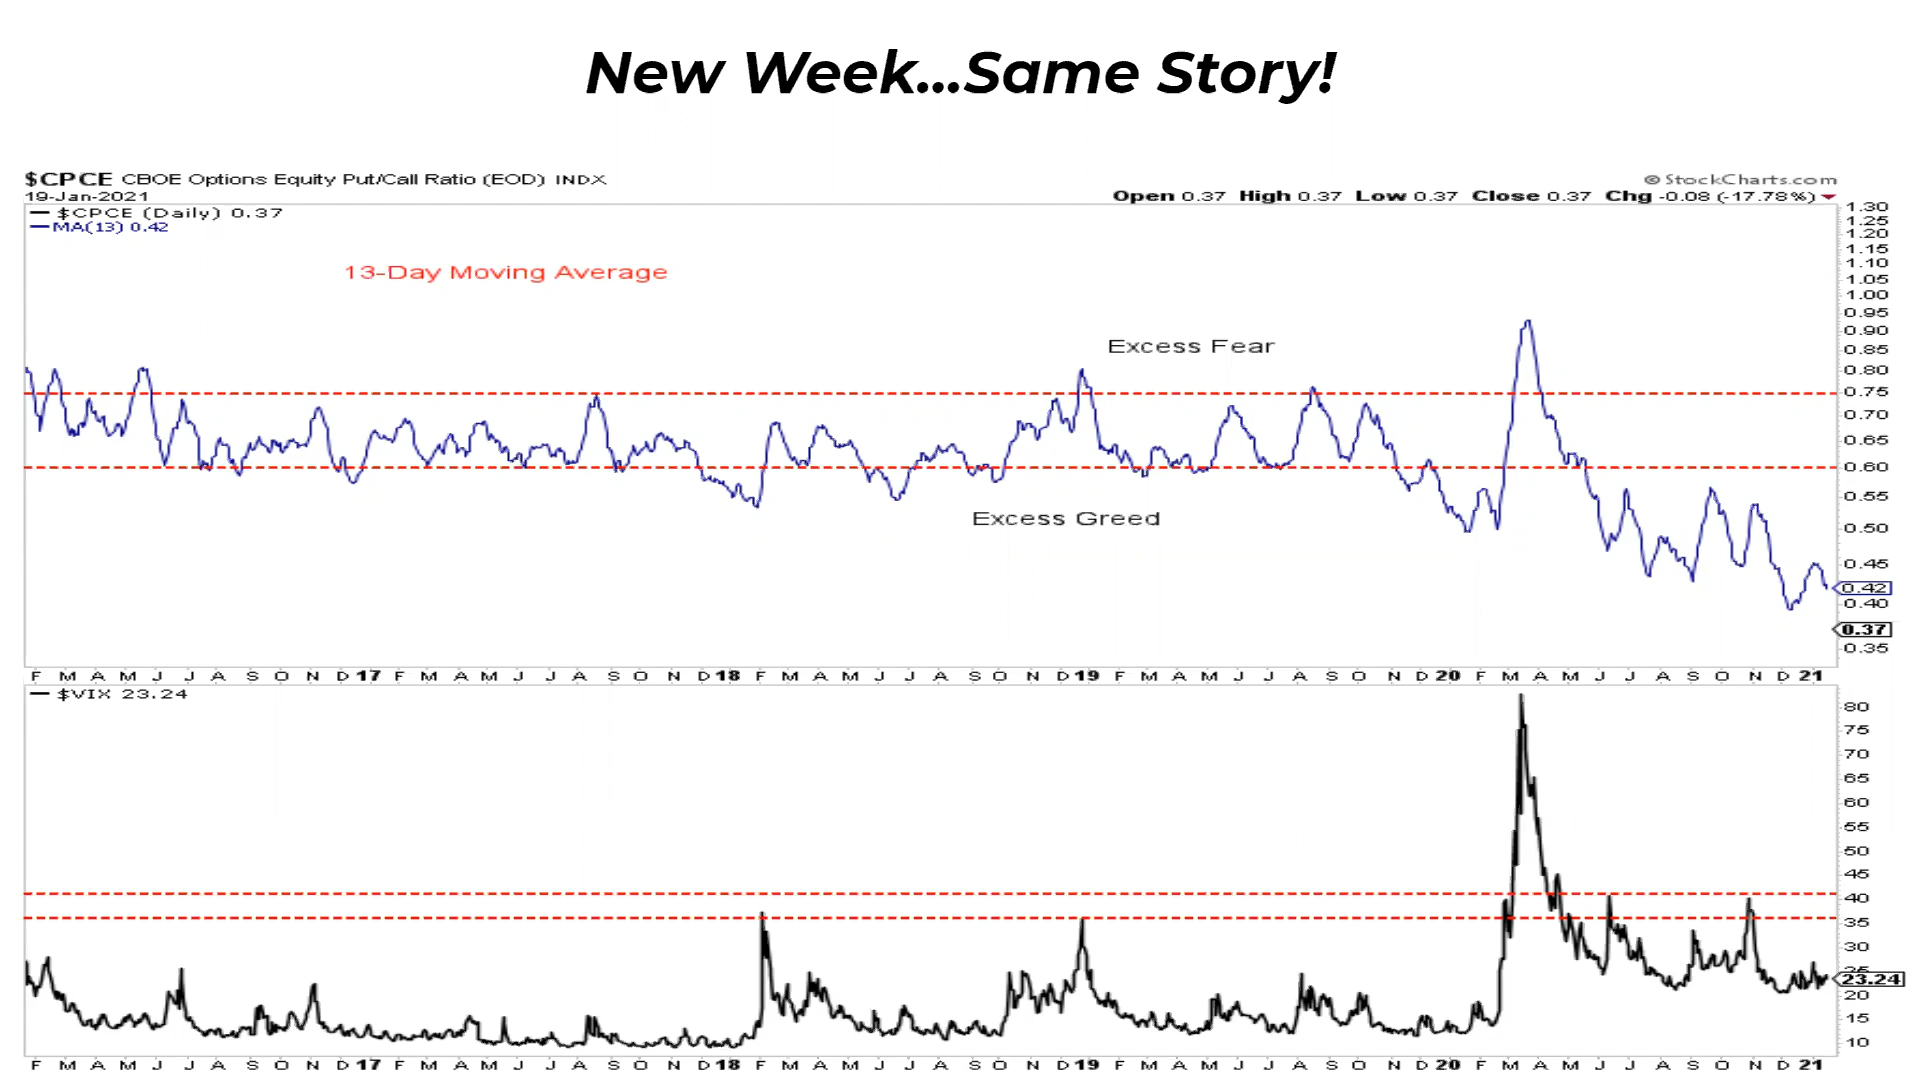 New Week...Same Story!
$CPCE CBOE Options Equity Put/Call Ratio (EOD) INDX
© StockCharts.com
19-Jan-2021
Open 0.37 High 0.37 Low 0.37 Close 0.37 Chg -0.08 (-17.78%)
$CPCE (Daily) 0.37
MA(13) 0.42
13-Day Moving Average
Excess Fear
Excess Greed
1.30
1.25
1.20
1.15
1.10
1.05
1.00
0.95
0.90
0.85
0.80
0.75
0.70
0.65
0.60
0.55
0.50
0.45
0.42
0.40
0.37
0.35
F M A M J J A S O N D 17 F M A M J J A S O N D 18 F M A M J J A S O N D 19 F M A M J J A S O N D 20 F M A M J J A S O N D 21
$VIX 23.24
80
75
70
65
60
55
50
45
40
35
30
25
23.24
20
15
10
F M A M J J A S O N D 17 F M A M J J A S O N D 18 F M A M J J A S O N D 19 F M A M J J A S O N D 20 F M A M J J A S O N D 21